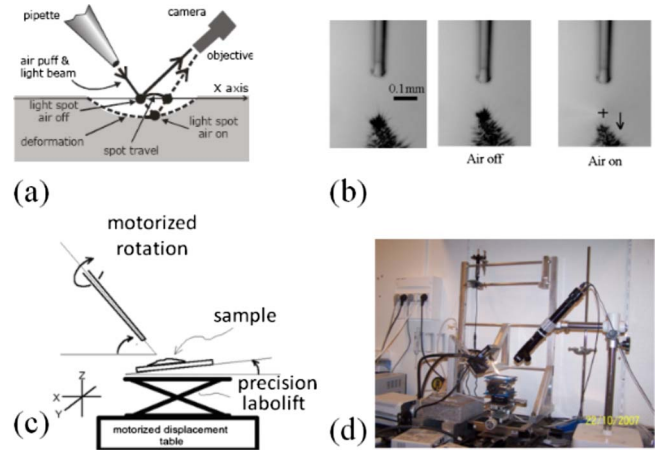 pipette
camera
objective
air puff &
light beam
X axis
light spot
air off
light spot
air on
deformation
spot travel
(a)
0.1mm
Air off
Air on
(b)
motorized
rotation
sample
precision
labolift
Z
X
Y
motorized displacement
table
(c)
22/10/2007
(d)